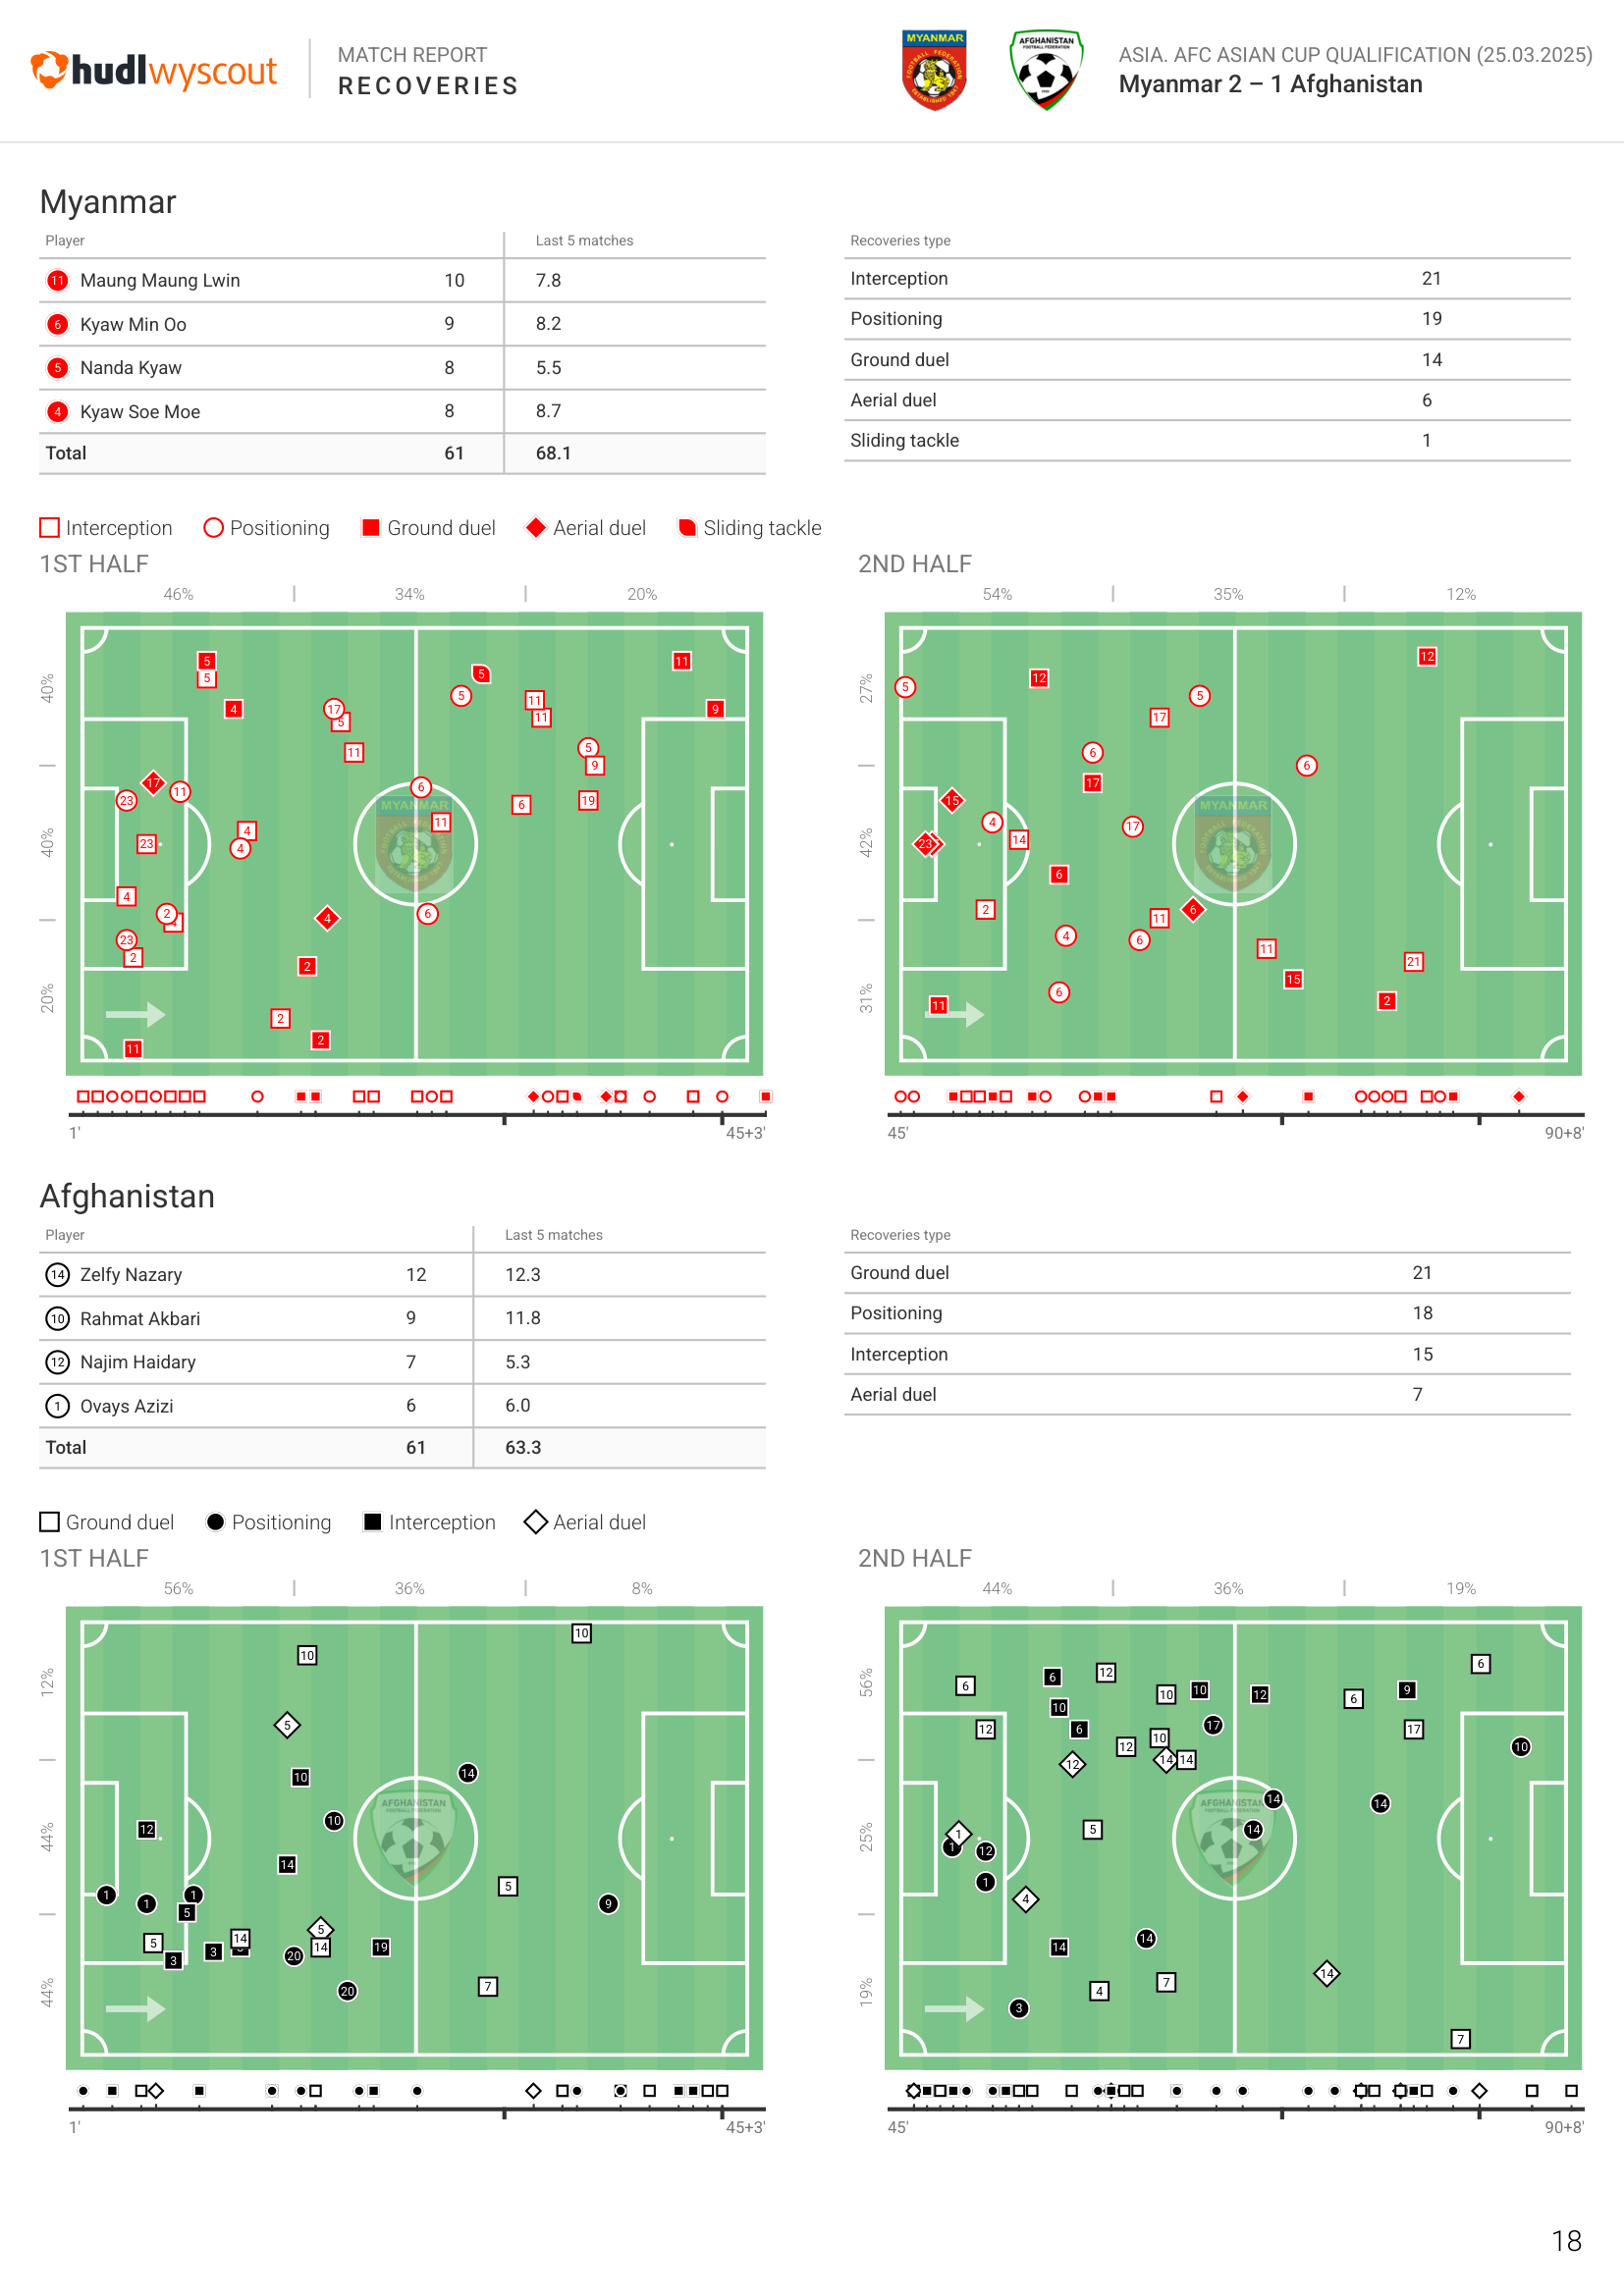 hudl wyscout
MATCH REPORT
RECOVERIES
ASIA. AFC ASIAN CUP QUALIFICATION (25.03.2025)
Myanmar 2 – 1 Afghanistan
Myanmar
Player Last 5 matches
11 Maung Maung Lwin 10 7.8
6 Kyaw Min Oo 9 8.2
5 Nanda Kyaw 8 5.5
4 Kyaw Soe Moe 8 8.7
Total 61 68.1
Recoveries type
Interception 21
Positioning 19
Ground duel 14
Aerial duel 6
Sliding tackle 1
Interception Positioning Ground duel Aerial duel Sliding tackle
1ST HALF
46% 34% 20%
40%
40%
20%
1' 45+3'
2ND HALF
54% 35% 12%
27%
42%
31%
45' 90+8'
Afghanistan
Player Last 5 matches
14 Zelfy Nazary 12 12.3
10 Rahmat Akbari 9 11.8
12 Najim Haidary 7 5.3
1 Ovays Azizi 6 6.0
Total 61 63.3
Recoveries type
Ground duel 21
Positioning 18
Interception 15
Aerial duel 7
Ground duel Positioning Interception Aerial duel
1ST HALF
56% 36% 8%
12%
44%
44%
1' 45+3'
2ND HALF
44% 36% 19%
56%
25%
19%
45' 90+8'
18